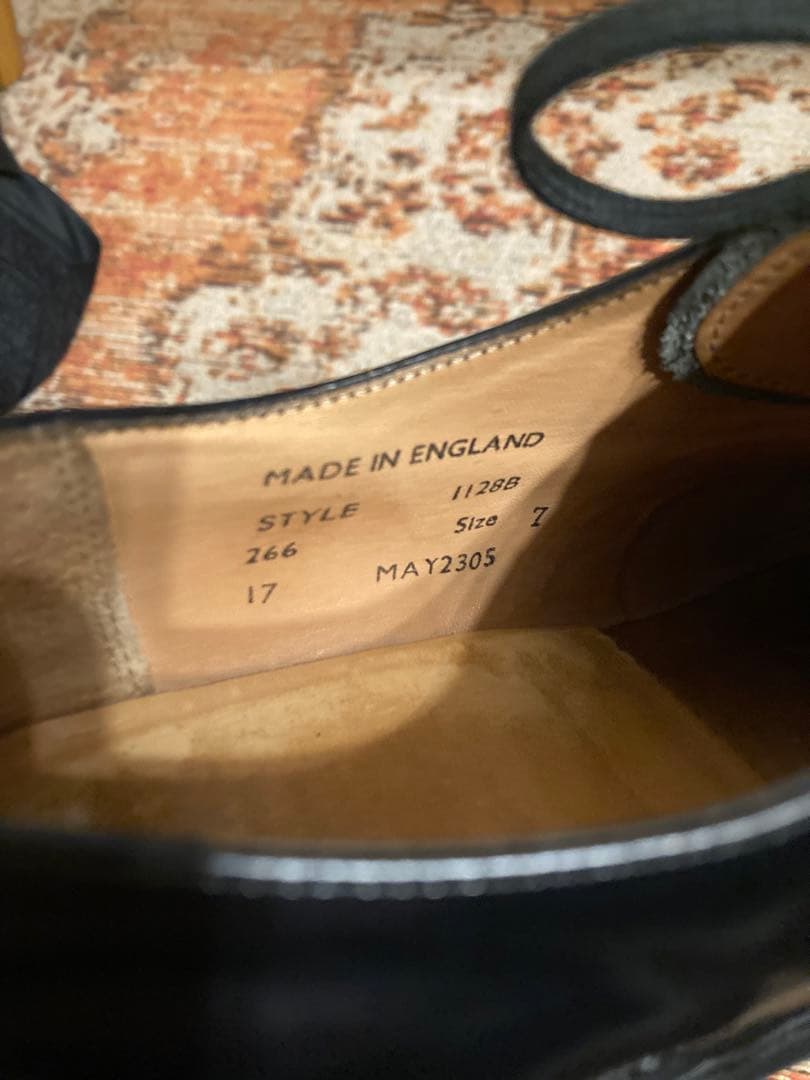 MADE IN ENGLAND
STYLE 1128B
266 Size 7
17 MAY2305